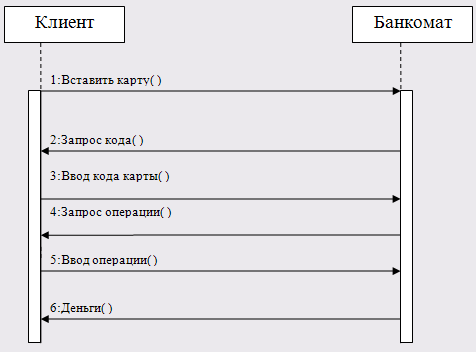 Клиент
Банкомат
1:Вставить карту( )
2:Запрос кода( )
3:Ввод кода карты( )
4:Запрос операции( )
5:Ввод операции( )
6:Деньги( )